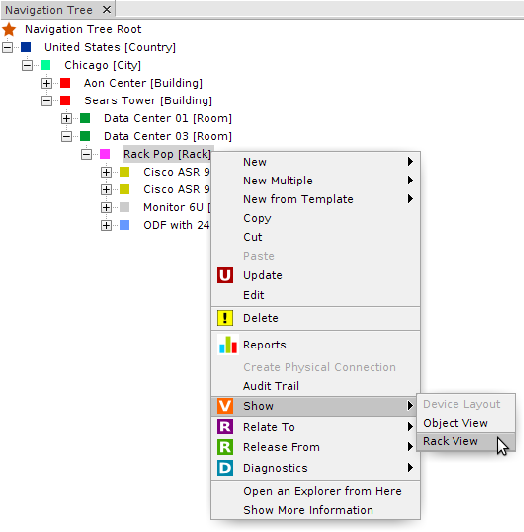 Navigation Tree ×
Navigation Tree Root
United States [Country]
Chicago [City]
Aon Center [Building]
Sears Tower [Building]
Data Center 01 [Room]
Data Center 03 [Room]
Rack Pop [Rack]
Cisco ASR 9
Cisco ASR 9
Monitor 6U [
ODF with 24
New
New Multiple
New from Template
Copy
Cut
Paste
U Update
Edit
! Delete
Reports
Create Physical Connection
Audit Trail
V Show
R Relate To
R Release From
D Diagnostics
Open an Explorer from Here
Show More Information
Device Layout
Object View
Rack View